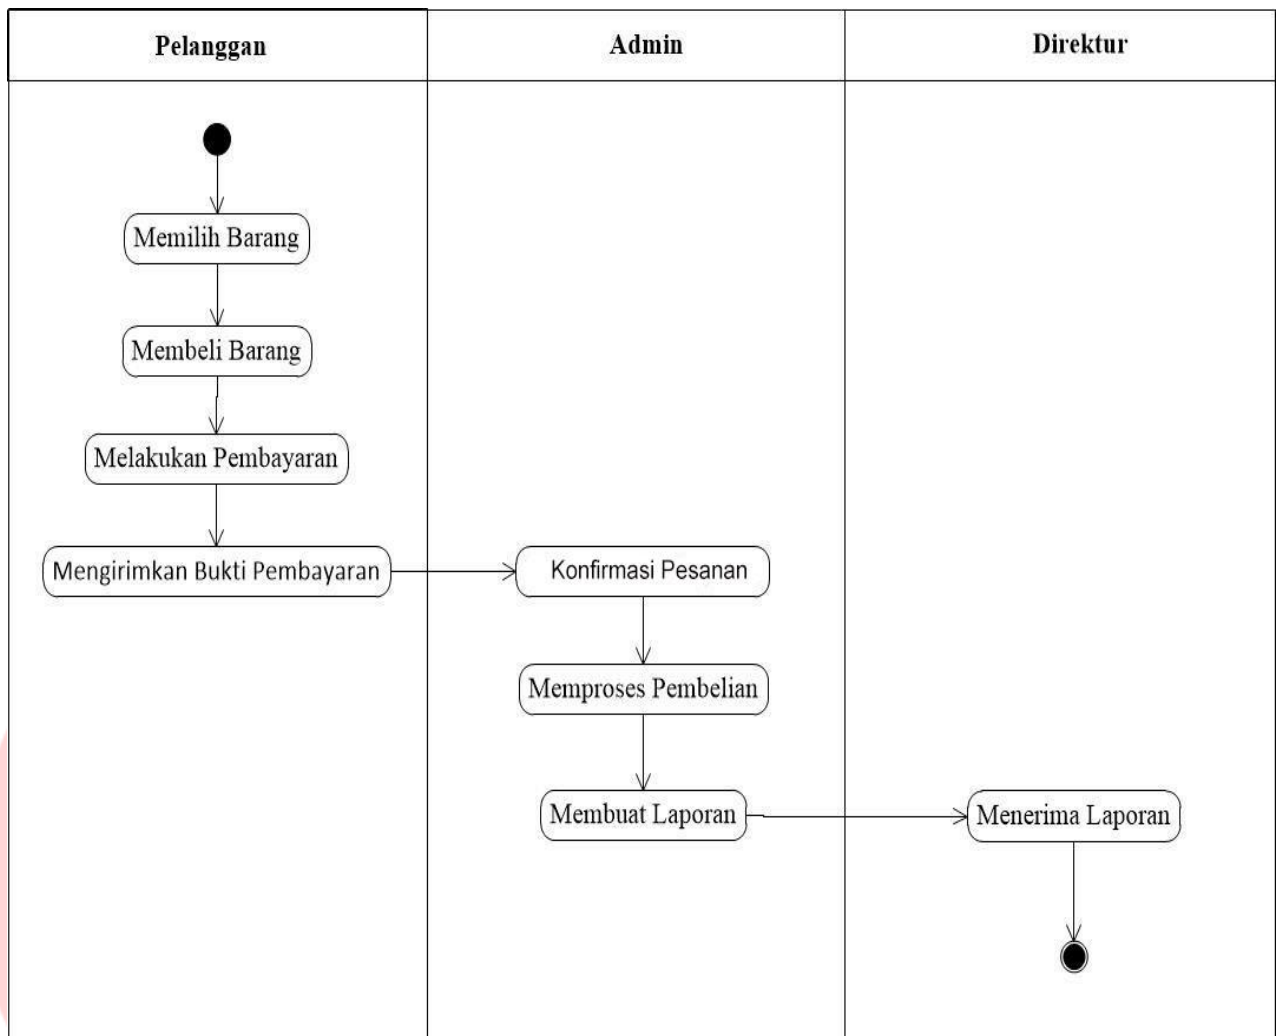 Pelanggan
Admin
Direktur
Memilih Barang
Membeli Barang
Melakukan Pembayaran
Mengirimkan Bukti Pembayaran
Konfirmasi Pesanan
Memproses Pembelian
Membuat Laporan
Menerima Laporan